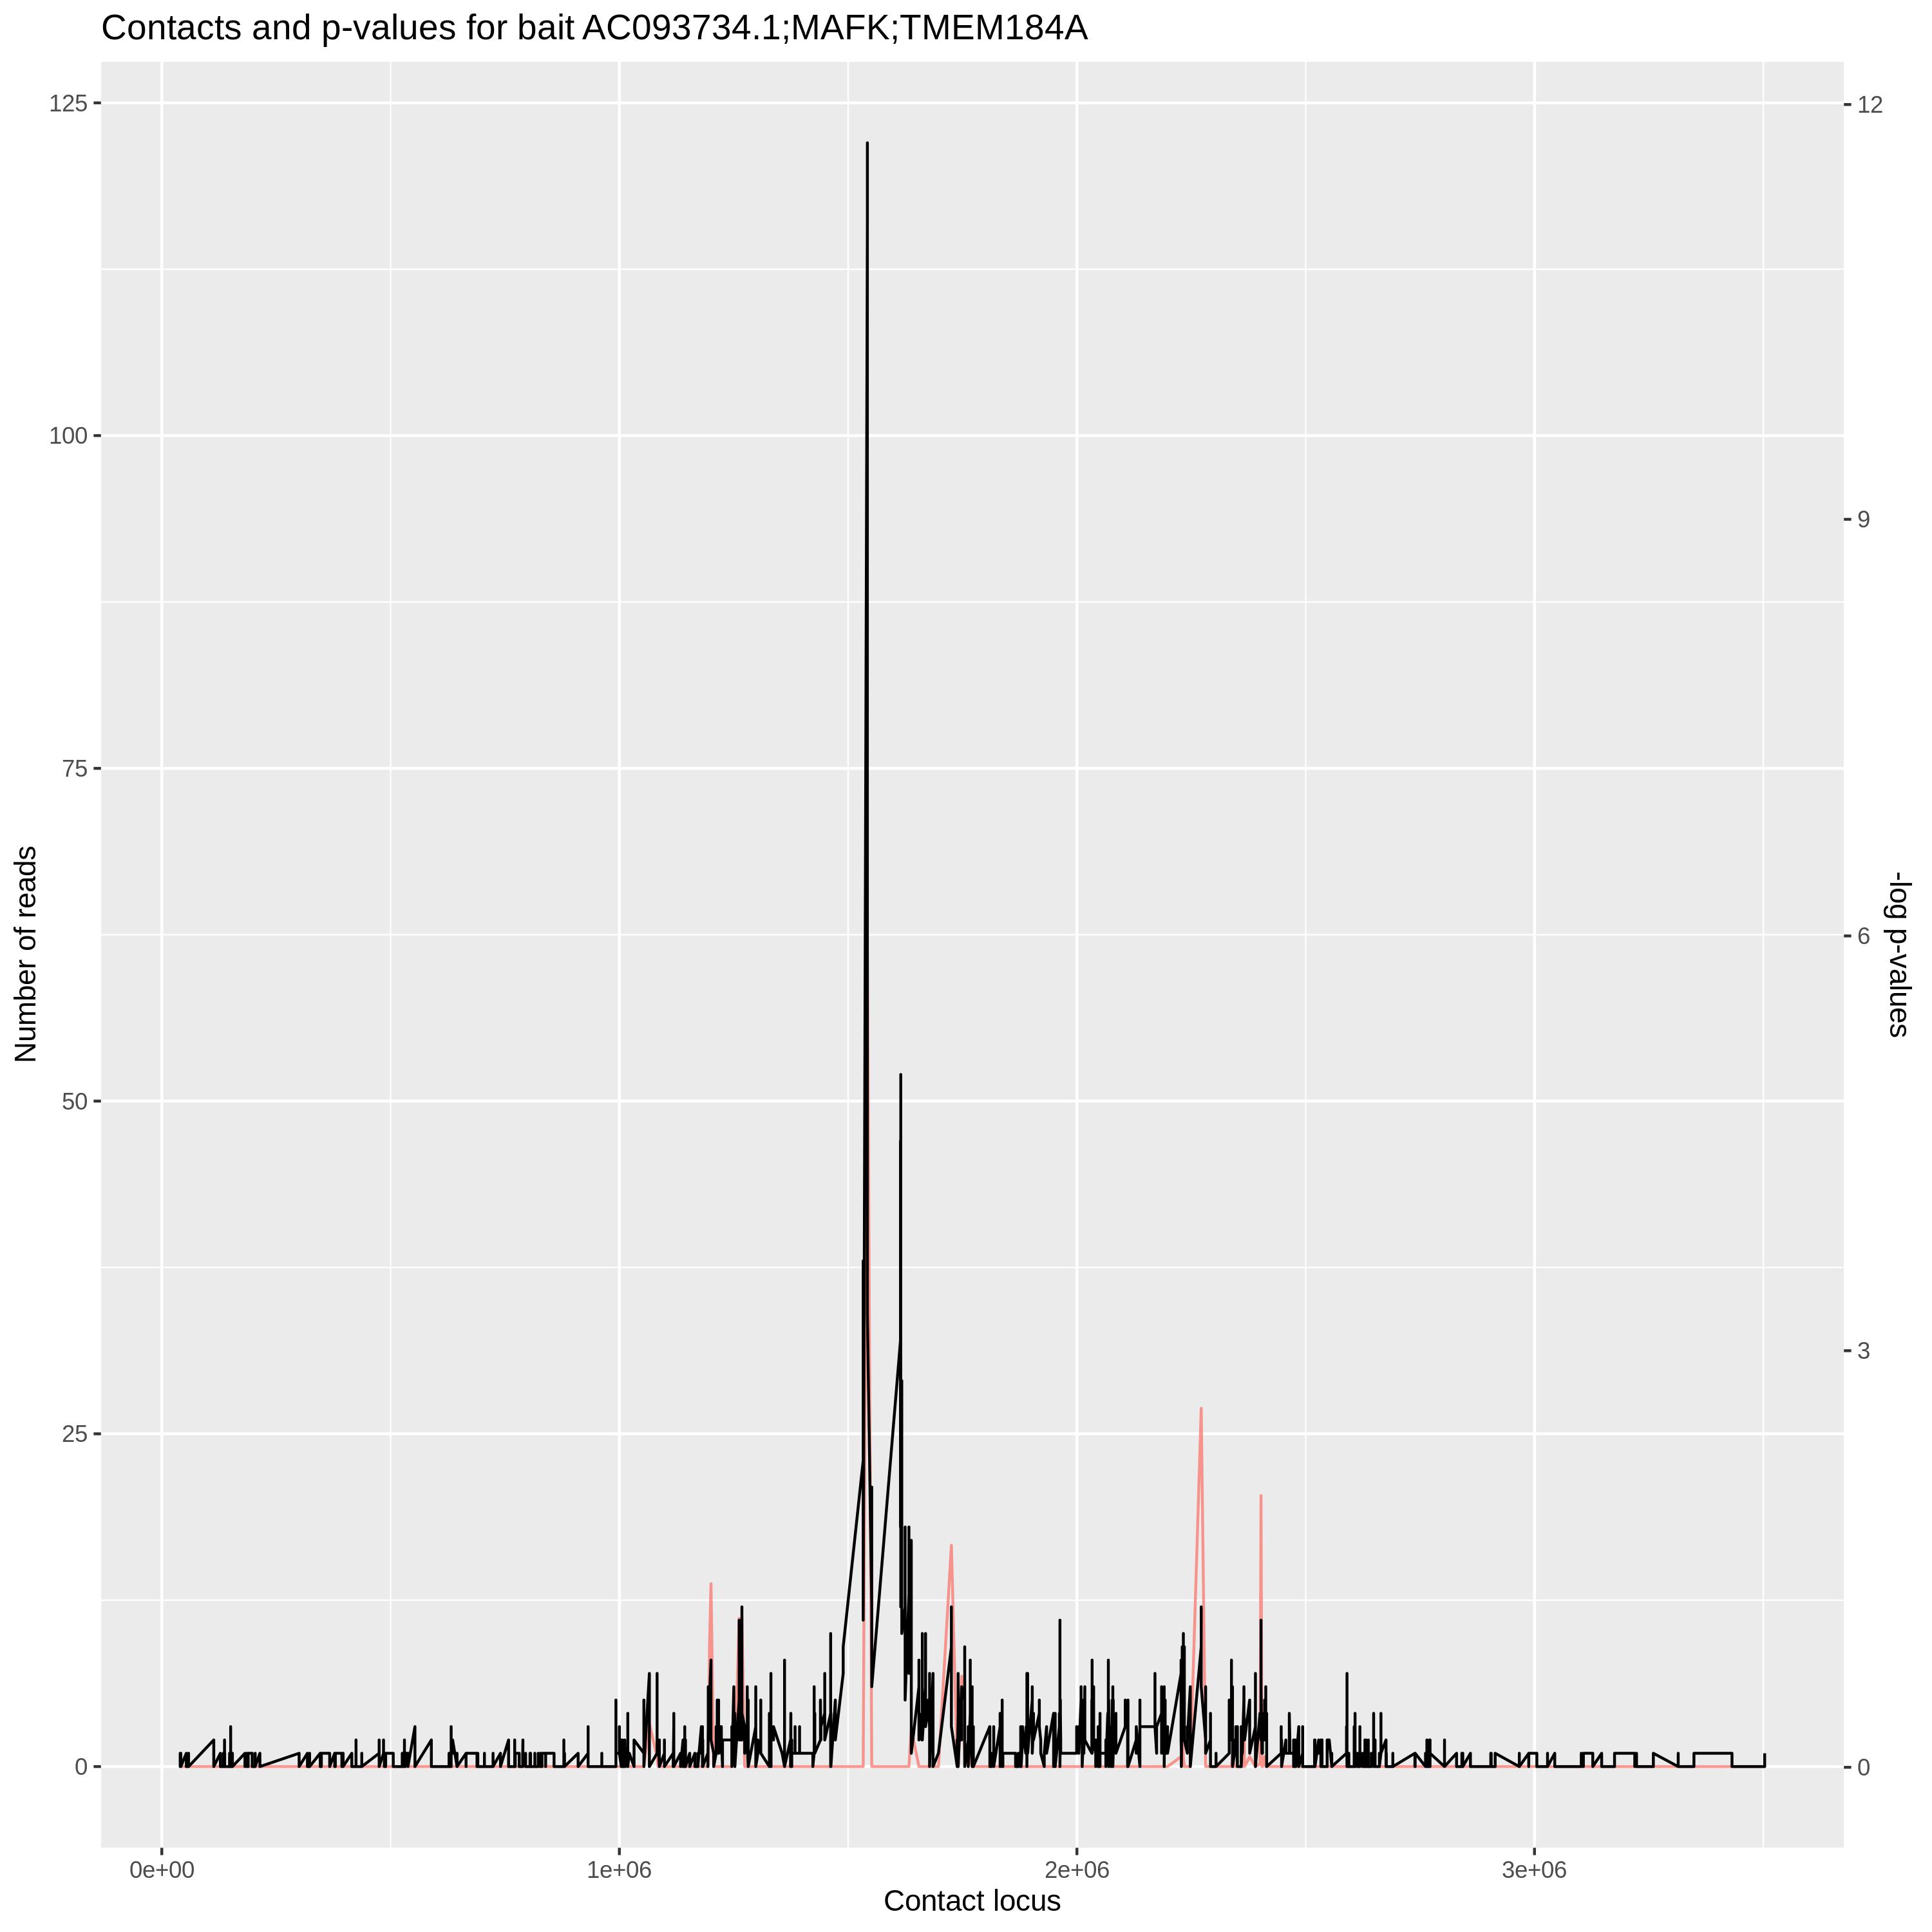 Contacts and p-values for bait AC093734.1;MAFK;TMEM184A
125
100
75
50
25
0
Number of reads
12
9
6
3
0
-log p-values
0e+00
1e+06
2e+06
3e+06
Contact locus